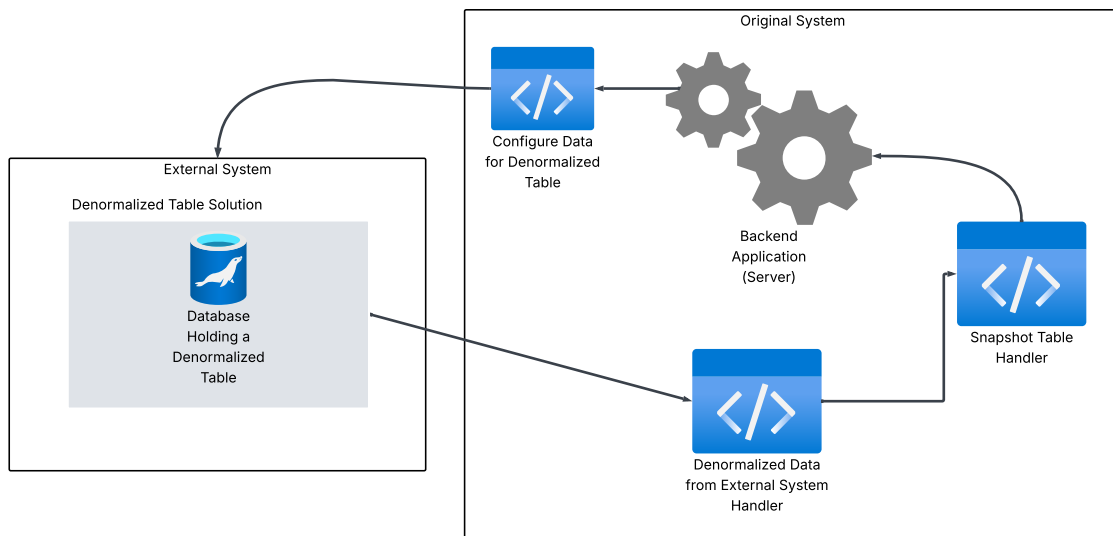 Original System
Configure Data
for Denormalized
Table
External System
Denormalized Table Solution
Backend
Application
(Server)
Database
Holding a
Denormalized
Table
Snapshot Table
Handler
Denormalized Data
from External System
Handler